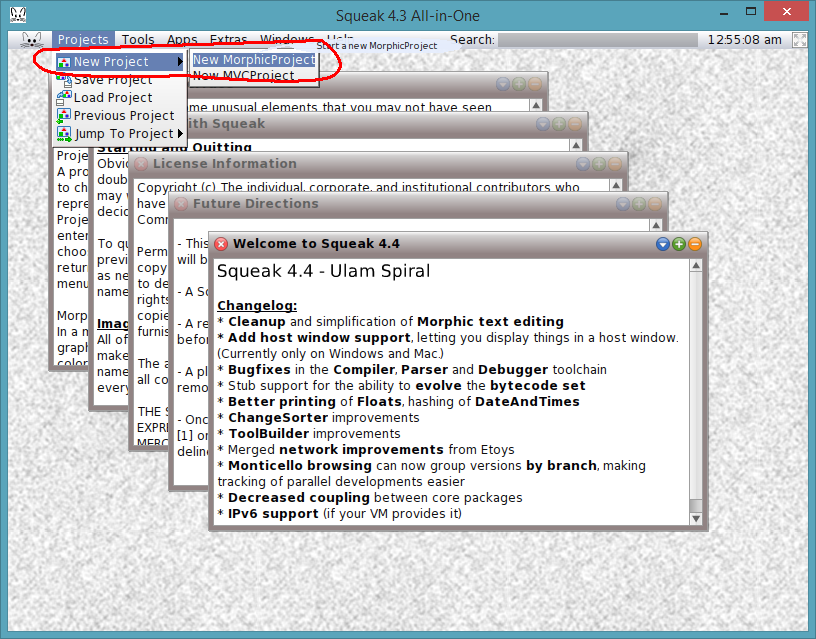 Squeak 4.3 All-in-One
Projects Tools Apps Extras Windows Help Search: 12:55:08 am
Start a new MorphicProject
New Project
Save Project
Load Project
Previous Project
Jump To Project
New MorphicProject
New MVCProject
me unusual elements that you may not have seen
ith Squeak
Starting and Quitting
License Information
Copyright (c) The individual, corporate, and institutional contributors who
have
Com
Future Directions
Proje
A pro
to ch
repre
Proje
enter
choo
retur
menu
Morp
In a m
graph
color
Obvio
doub
may
decid
To qu
previ
as ne
name
Imag
All of
make
name
every
Perm
copy
to de
rights
copie
furnis
The a
all co
THE S
EXPRE
MERC
- This
will b
- A Sc
- A re
befor
- A pl
remo
- Onc
[1] or
deline
Welcome to Squeak 4.4
Squeak 4.4 - Ulam Spiral
Changelog:
* Cleanup and simplification of Morphic text editing
* Add host window support, letting you display things in a host window.
(Currently only on Windows and Mac.)
* Bugfixes in the Compiler, Parser and Debugger toolchain
* Stub support for the ability to evolve the bytecode set
* Better printing of Floats, hashing of DateAndTimes
* ChangeSorter improvements
* ToolBuilder improvements
* Merged network improvements from Etoys
* Monticello browsing can now group versions by branch, making
tracking of parallel developments easier
* Decreased coupling between core packages
* IPv6 support (if your VM provides it)